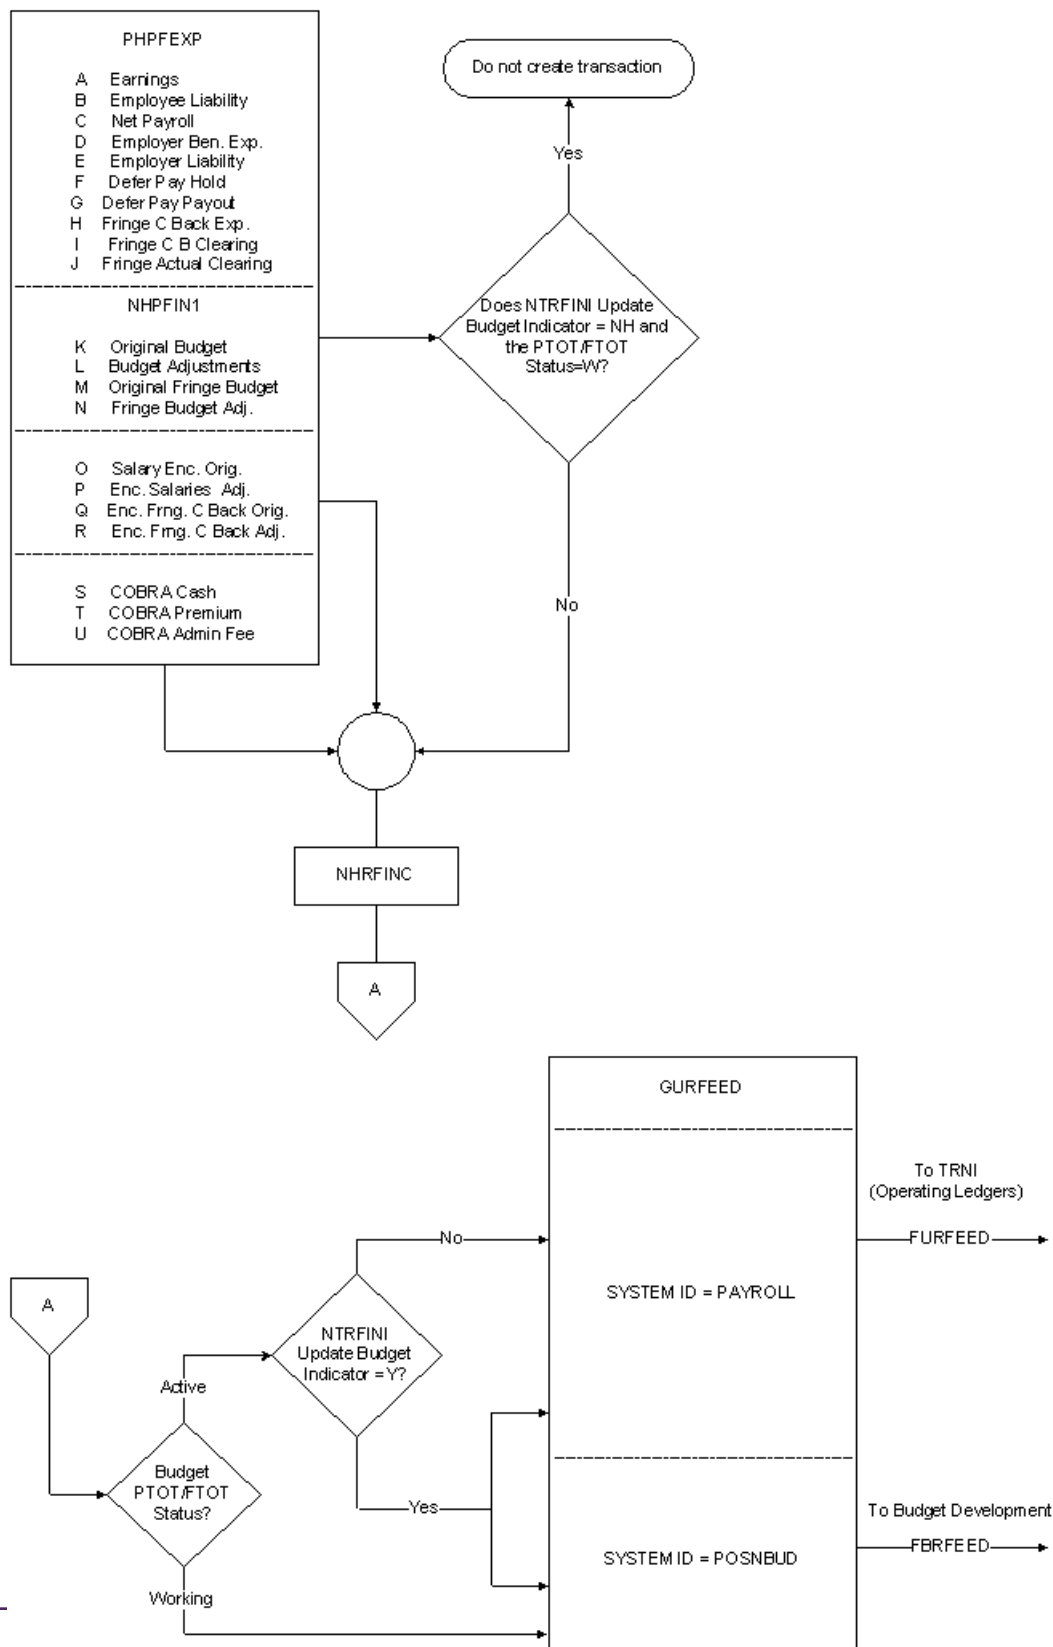 PHPFEXP
A Earnings
B Employee Liability
C Net Payroll
D Employer Ben. Exp.
E Employer Liability
F Defer Pay Hold
G Defer Pay Payout
H Fringe C Back Exp.
I Fringe C B Clearing
J Fringe Actual Clearing
NHPFIN1
K Original Budget
L Budget Adjustments
M Original Fringe Budget
N Fringe Budget Adj.
O Salary Enc. Orig.
P Enc. Salaries Adj.
Q Enc. Frng. C Back Orig.
R Enc. Frng. C Back Adj.
S COBRA Cash
T COBRA Premium
U COBRA Admin Fee
Do not create transaction
Yes
Does NTRFINI Update
Budget Indicator = NH and
the PTOT/FTOT
Status=W?
No
NHRFINC
A
A
Budget
PTOT/FTOT
Status?
Active
Working
NTRFINI
Update Budget
Indicator = Y?
No
Yes
GURFEED
SYSTEM ID = PAYROLL
SYSTEM ID = POSNBUD
To TRNI
(Operating Ledgers)
FURFEED
To Budget Development
FBRFEED